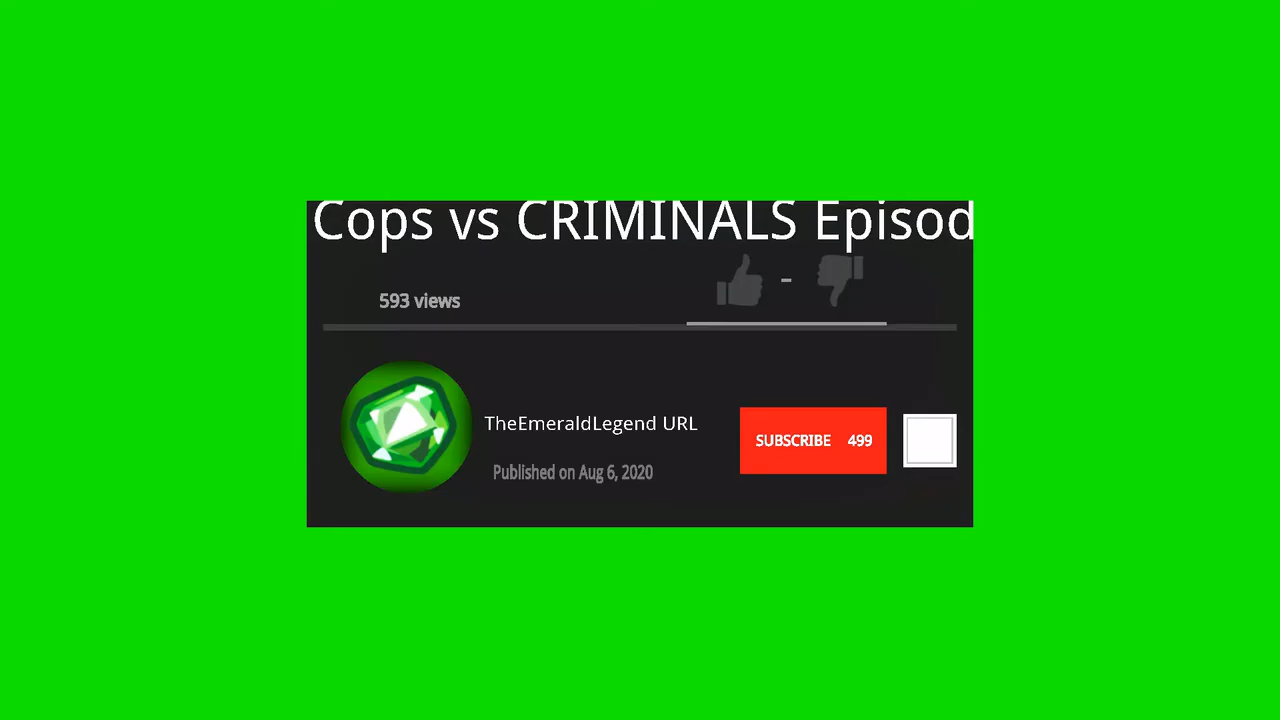 Cops vs CRIMINALS Episod
-
593 views
TheEmeraldLegend URL
SUBSCRIBE 499
Published on Aug 6, 2020